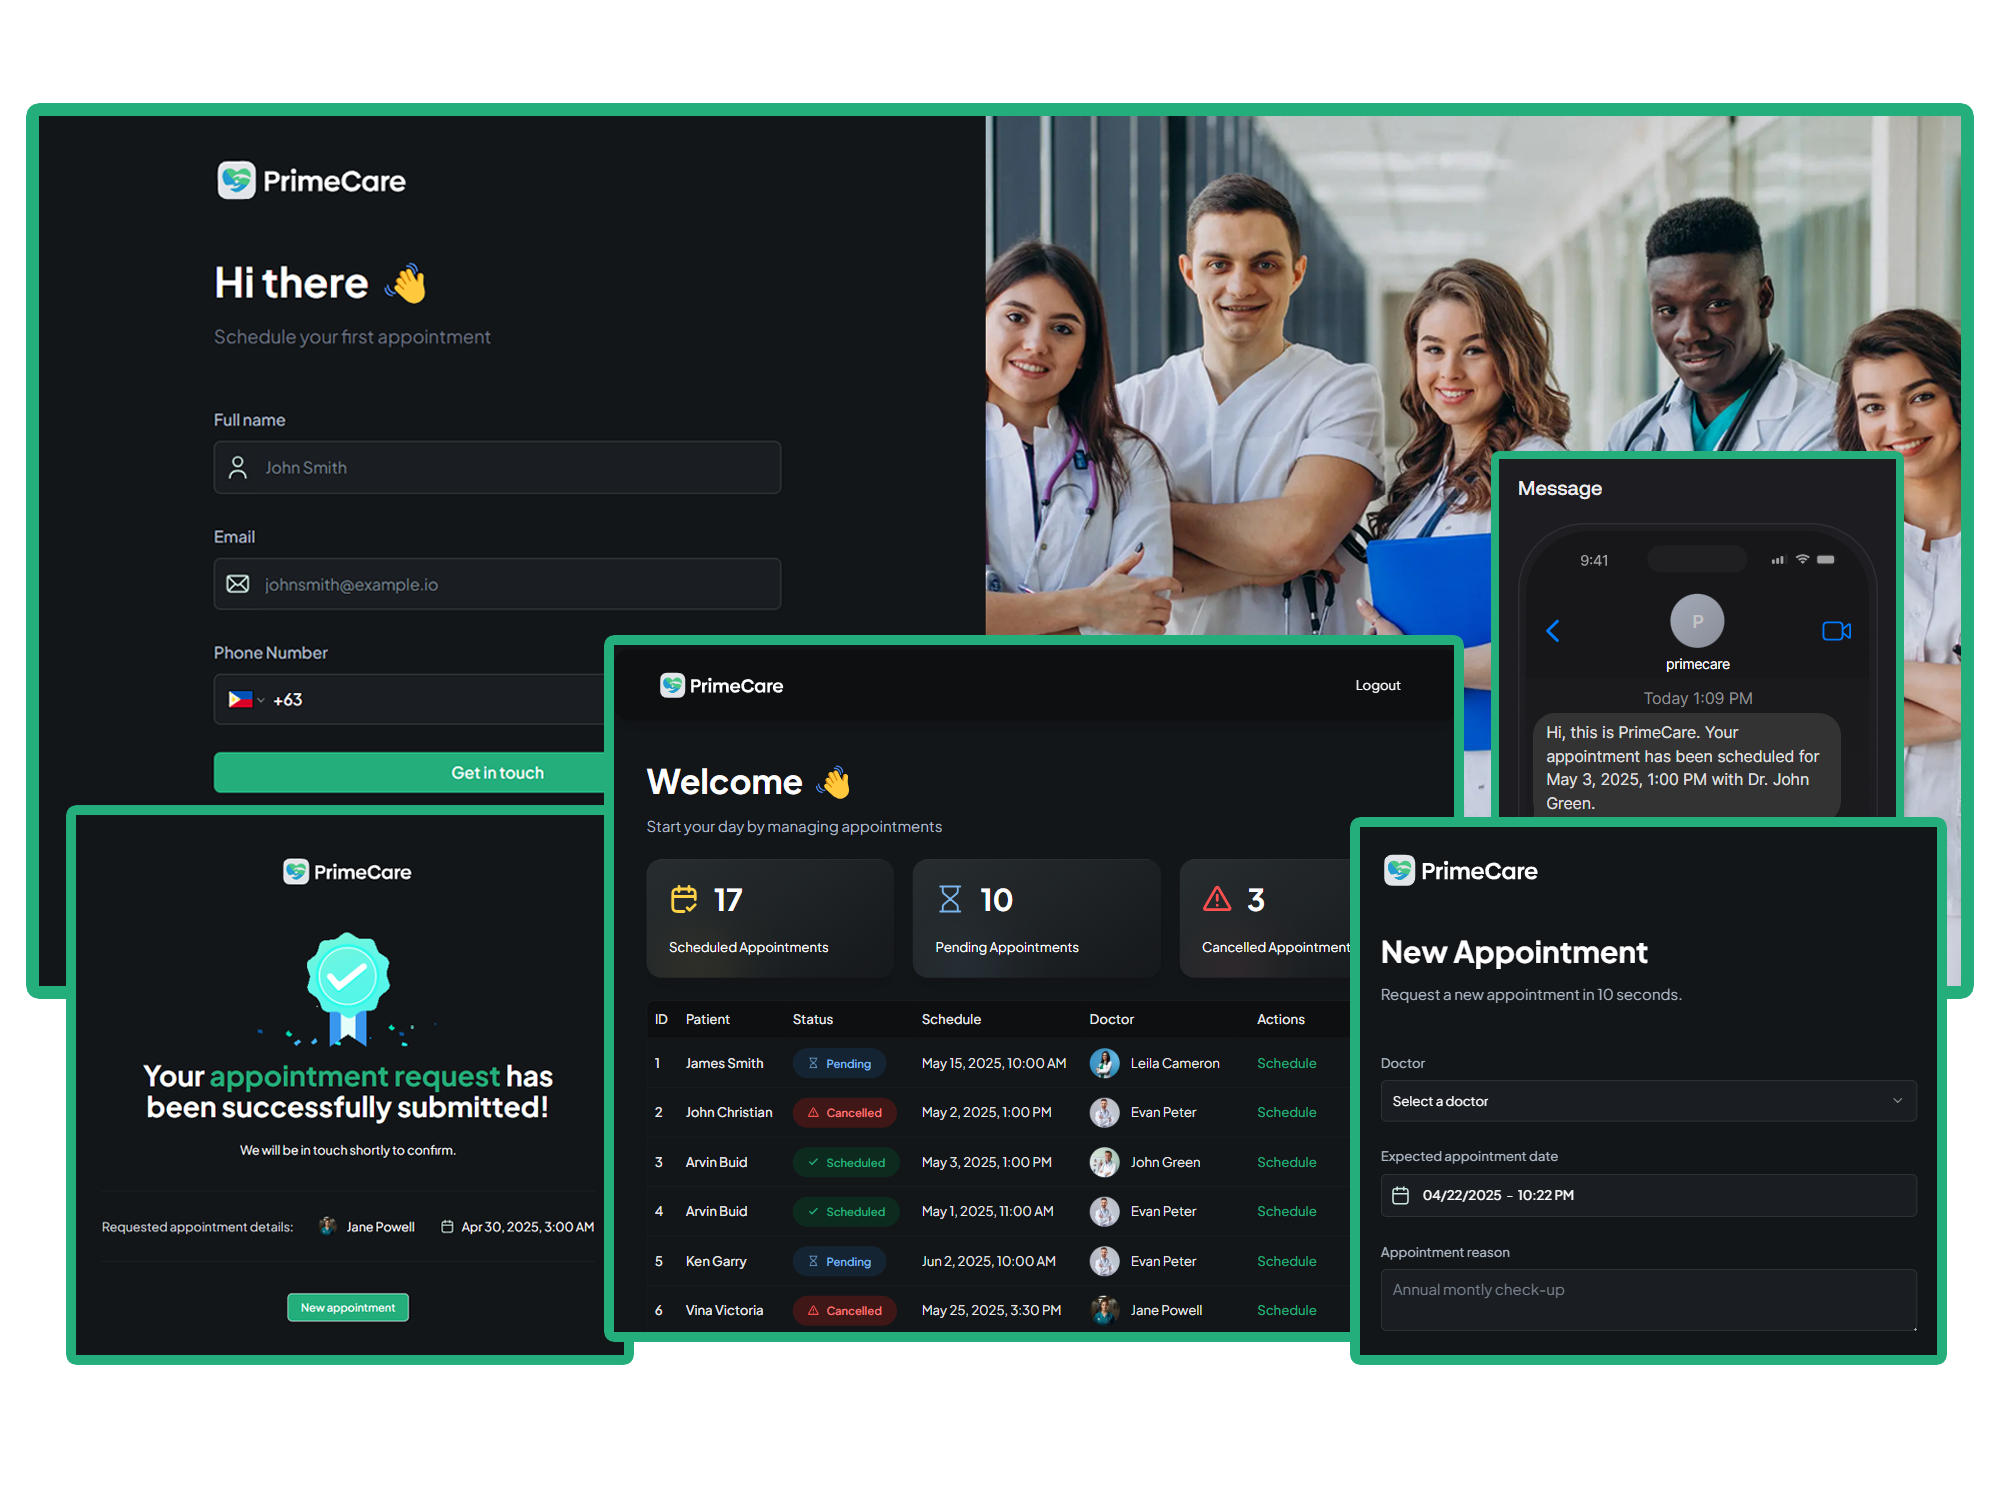 PrimeCare
Hi there
Schedule your first appointment
Full name
John Smith
Email
johnsmith@example.io
Phone Number
+63
Get in touch
Message
9:41
P
primecare
Today 1:09 PM
Hi, this is PrimeCare. Your
appointment has been scheduled for
May 3, 2025, 1:00 PM with Dr. John
Green.
PrimeCare
Your appointment request has
been successfully submitted!
We will be in touch shortly to confirm.
Requested appointment details: Jane Powell Apr 30, 2025, 3:00 AM
New appointment
PrimeCare Logout
Welcome
Start your day by managing appointments
17 10 3
Scheduled Appointments Pending Appointments Cancelled Appointment
ID Patient Status Schedule Doctor Actions
1 James Smith Pending May 15, 2025, 10:00 AM Leila Cameron Schedule
2 John Christian Cancelled May 2, 2025, 1:00 PM Evan Peter Schedule
3 Arvin Buid Scheduled May 3, 2025, 1:00 PM John Green Schedule
4 Arvin Buid Scheduled May 1, 2025, 11:00 AM Evan Peter Schedule
5 Ken Garry Pending Jun 2, 2025, 10:00 AM Evan Peter Schedule
6 Vina Victoria Cancelled May 25, 2025, 3:30 PM Jane Powell Schedule
PrimeCare
New Appointment
Request a new appointment in 10 seconds.
Doctor
Select a doctor
Expected appointment date
04/22/2025 - 10:22 PM
Appointment reason
Annual montly check-up